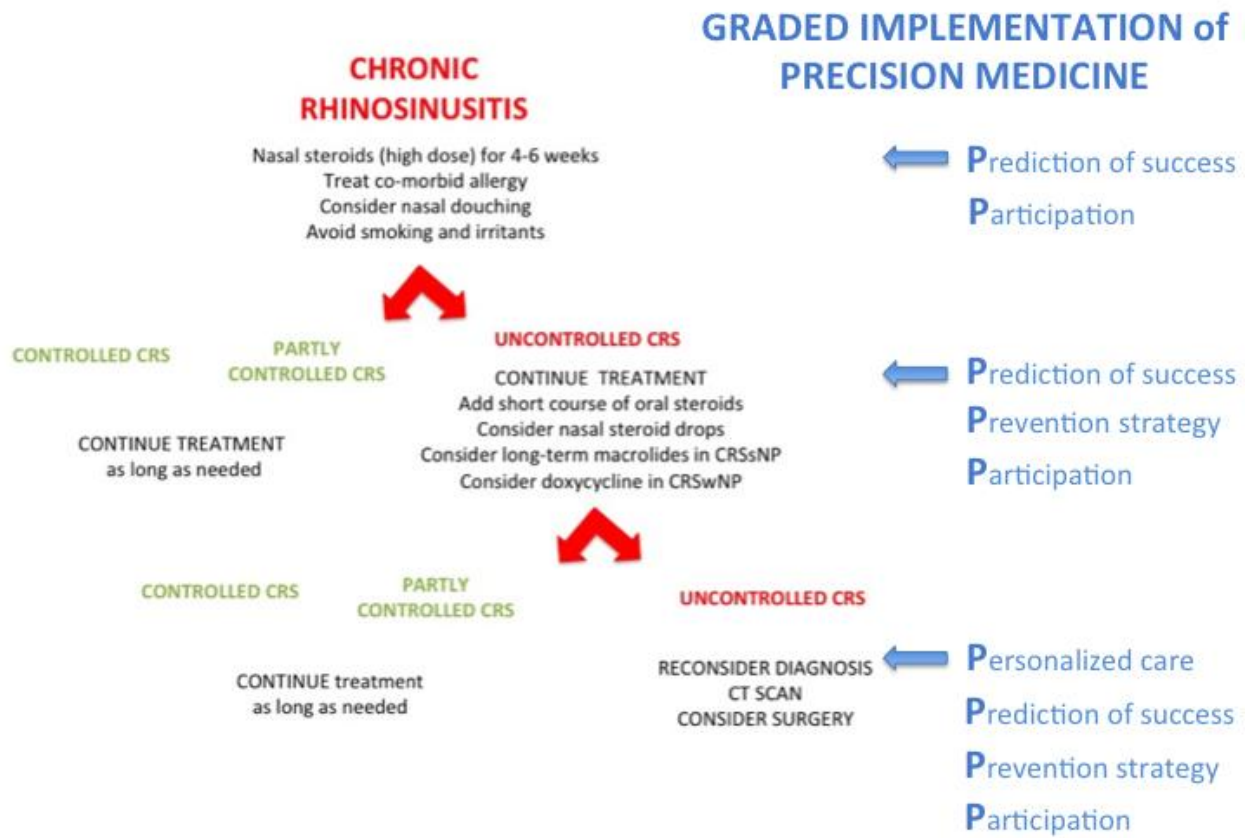 GRADED IMPLEMENTATION of
PRECISION MEDICINE
CHRONIC
RHINOSINUSITIS
Nasal steroids (high dose) for 4-6 weeks
Treat co-morbid allergy
Consider nasal douching
Avoid smoking and irritants
Prediction of success
Participation
CONTROLLED CRS
PARTLY
CONTROLLED CRS
CONTINUE TREATMENT
as long as needed
UNCONTROLLED CRS
CONTINUE TREATMENT
Add short course of oral steroids
Consider nasal steroid drops
Consider long-term macrolides in CRSsNP
Consider doxycycline in CRSwNP
Prediction of success
Prevention strategy
Participation
CONTROLLED CRS
PARTLY
CONTROLLED CRS
CONTINUE treatment
as long as needed
UNCONTROLLED CRS
RECONSIDER DIAGNOSIS
CT SCAN
CONSIDER SURGERY
Personalized care
Prediction of success
Prevention strategy
Participation